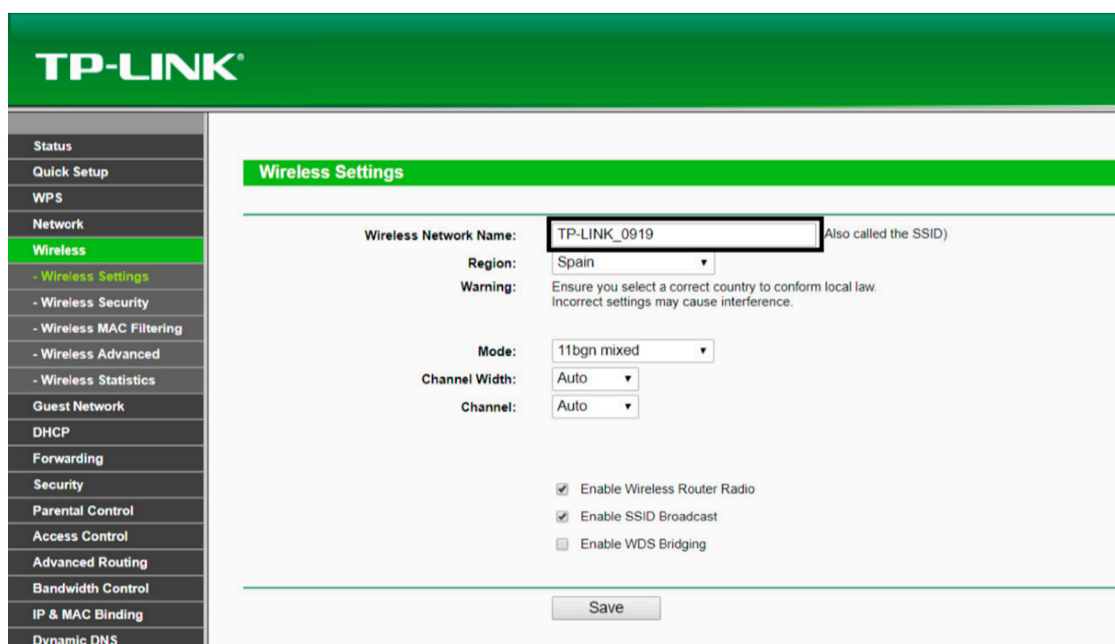 TP-LINK®
Status
Quick Setup
WPS
Network
Wireless
- Wireless Settings
- Wireless Security
- Wireless MAC Filtering
- Wireless Advanced
- Wireless Statistics
Guest Network
DHCP
Forwarding
Security
Parental Control
Access Control
Advanced Routing
Bandwidth Control
IP & MAC Binding
Dynamic DNS
Wireless Settings
Wireless Network Name: TP-LINK_0919 Also called the SSID)
Region: Spain
Warning: Ensure you select a correct country to conform local law.
Incorrect settings may cause interference.
Mode: 11bgn mixed
Channel Width: Auto
Channel: Auto
Enable Wireless Router Radio
Enable SSID Broadcast
Enable WDS Bridging
Save